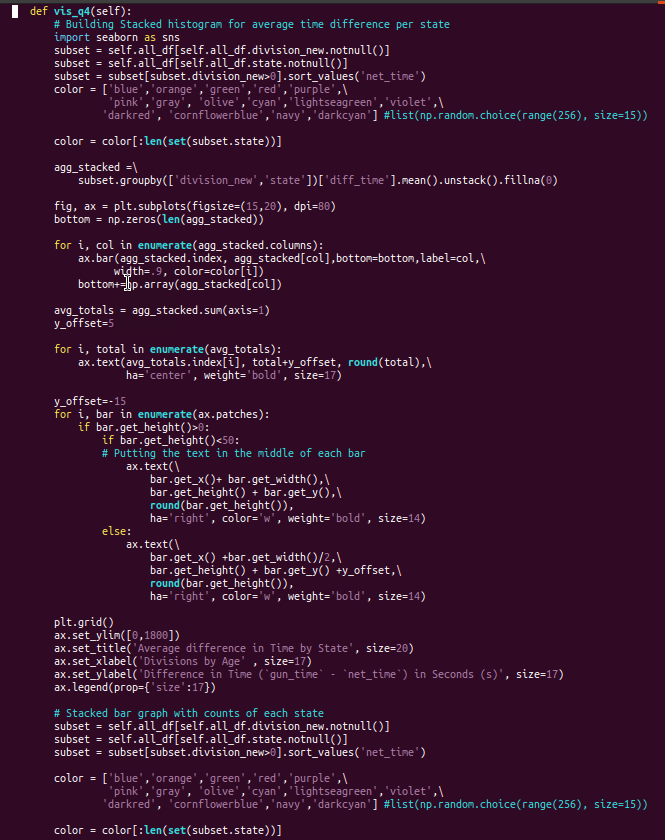 def vis_q4(self):
    # Building Stacked histogram for average time difference per state
    import seaborn as sns
    subset = self.all_df[self.all_df.division_new.notnull()]
    subset = self.all_df[self.all_df.state.notnull()]
    subset = subset[subset.division_new>0].sort_values('net_time')
    color = ['blue','orange','green','red','purple',\
             'pink','gray', 'olive','cyan','lightseagreen','violet',\
            'darkred', 'cornflowerblue','navy','darkcyan'] #list(np.random.choice(range(256), size=15))
    color = color[:len(set(subset.state))]
    agg_stacked =\
        subset.groupby(['division_new','state'])['diff_time'].mean().unstack().fillna(0)
    fig, ax = plt.subplots(figsize=(15,20), dpi=80)
    bottom = np.zeros(len(agg_stacked))
    for i, col in enumerate(agg_stacked.columns):
        ax.bar(agg_stacked.index, agg_stacked[col],bottom=bottom,label=col,\
              width=.9, color=color[i])
        bottom+=np.array(agg_stacked[col])
    avg_totals = agg_stacked.sum(axis=1)
    y_offset=5
    for i, total in enumerate(avg_totals):
        ax.text(avg_totals.index[i], total+y_offset, round(total),\
                ha='center', weight='bold', size=17)
    y_offset=-15
    for i, bar in enumerate(ax.patches):
        if bar.get_height()>0:
            if bar.get_height()<50:
            # Putting the text in the middle of each bar
                ax.text(\
                    bar.get_x()+ bar.get_width(),\
                    bar.get_height() + bar.get_y(),\
                    round(bar.get_height()),
                    ha='right', color='w', weight='bold', size=14)
            else:
                ax.text(\
                    bar.get_x() +bar.get_width()/2,\
                    bar.get_height() + bar.get_y() +y_offset,\
                    round(bar.get_height()),
                    ha='right', color='w', weight='bold', size=14)
    plt.grid()
    ax.set_ylim([0,1800])
    ax.set_title('Average difference in Time by State', size=20)
    ax.set_xlabel('Divisions by Age' , size=17)
    ax.set_ylabel('Difference in Time (`gun_time` - `net_time`) in Seconds (s)', size=17)
    ax.legend(prop={'size':17})
    # Stacked bar graph with counts of each state
    subset = self.all_df[self.all_df.division_new.notnull()]
    subset = self.all_df[self.all_df.state.notnull()]
    subset = subset[subset.division_new>0].sort_values('net_time')
    color = ['blue','orange','green','red','purple',\
             'pink','gray', 'olive','cyan','lightseagreen','violet',\
            'darkred', 'cornflowerblue','navy','darkcyan'] #list(np.random.choice(range(256), size=15))
    color = color[:len(set(subset.state))]